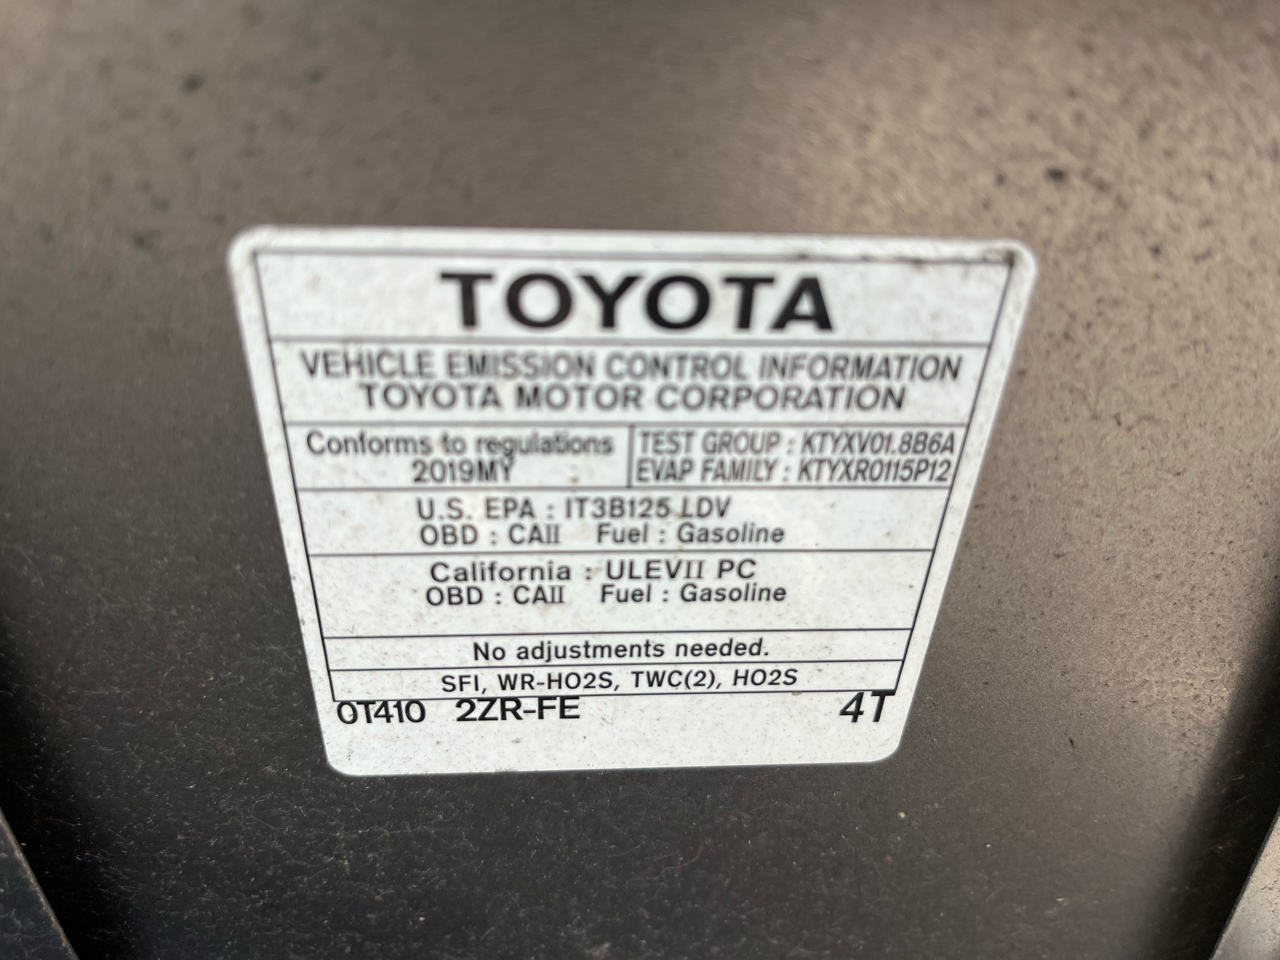 TOYOTA
VEHICLE EMISSION CONTROL INFORMATION
TOYOTA MOTOR CORPORATION
Conforms to regulations
2019MY
TEST GROUP : KTYXV01.8B6A
EVAP FAMILY : KTYXR0115P12
U.S. EPA : IT3B125 LDV
OBD : CAII Fuel : Gasoline
California : ULEVII PC
OBD : CAII Fuel : Gasoline
No adjustments needed.
SFI, WR-HO2S, TWC(2), HO2S
0T410 2ZR-FE 4T